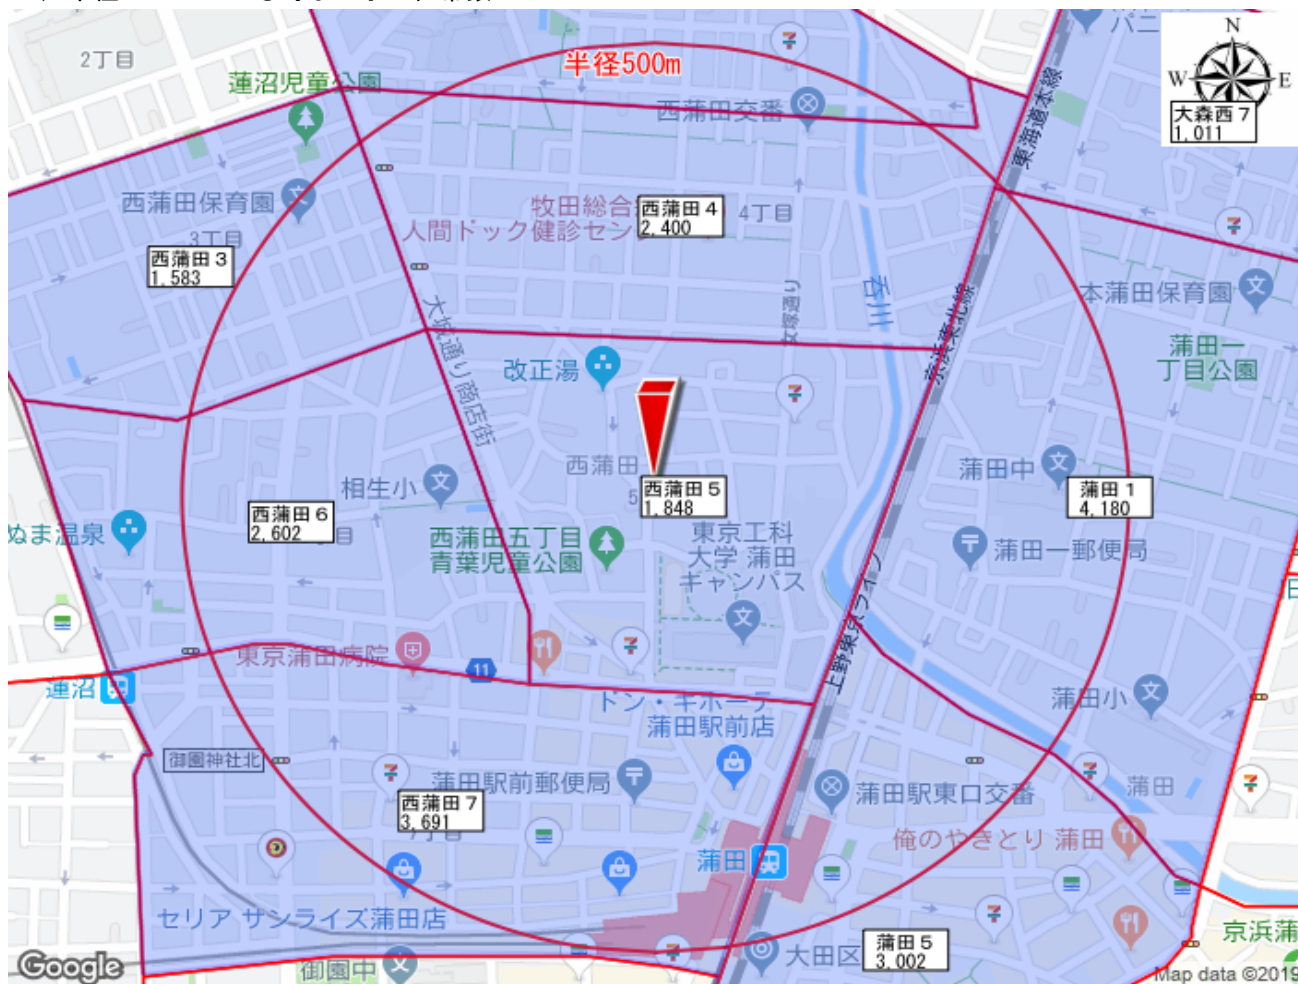 半径500m
N
W
E
大森西7
1,011
2丁目
蓮沼児童公園
西蒲田交番
東海道本線
西蒲田保育園
3丁目
西蒲田3
1,583
牧田総合
人間ドック健診セン
西蒲田4
2,400
4丁目
女塚通り
呑川
京浜東北線
本蒲田保育園
蒲田一
丁目公園
大城通り商店街
改正湯
西蒲田
5
西蒲田5
1,848
相生小
西蒲田6
2,602
ぬま温泉
西蒲田五丁目
青葉児童公園
東京工科
大学 蒲田
キャンパス
蒲田中
蒲田1
4,180
蒲田一郵便局
上野東京ライン
東京蒲田病院
11
蓮沼
ドン・キホーテ
蒲田駅前店
蒲田小
御園神社北
蒲田駅前郵便局
西蒲田7
3,691
蒲田駅東口交番
蒲田
俺のやきとり 蒲田
蒲田
セリア サンライズ蒲田店
大田区
蒲田5
3,002
京浜蒲
御園中
Google
Map data ©2019